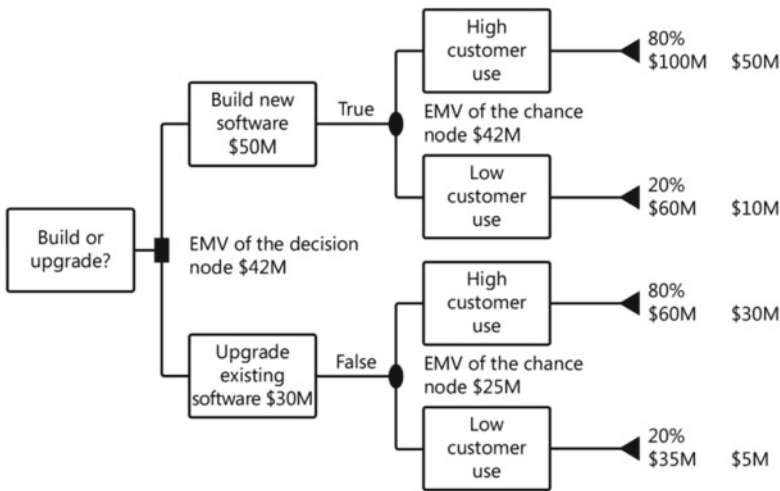 High
customer
use
80%
$100M $50M
Build new
software
$50M
True
EMV of the chance
node $42M
Low
customer
use
20%
$60M $10M
Build or
upgrade?
EMV of the decision
node $42M
High
customer
use
80%
$60M $30M
Upgrade
existing
software $30M
False
EMV of the chance
node $25M
Low
customer
use
20%
$35M $5M